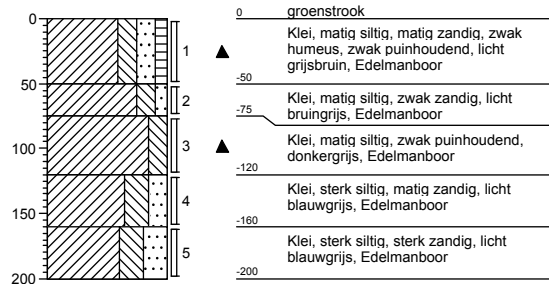 0
50
100
150
200
1
2
3
4
5
0
groenstrook
Klei, matig siltig, matig zandig, zwak
humeus, zwak puinhoudend, licht
grijsbruin, Edelmanboor
-50
Klei, matig siltig, zwak zandig, licht
bruingrijs, Edelmanboor
-75
Klei, matig siltig, zwak puinhoudend,
donkergrijs, Edelmanboor
-120
Klei, sterk siltig, matig zandig, licht
blauwgrijs, Edelmanboor
-160
Klei, sterk siltig, sterk zandig, licht
blauwgrijs, Edelmanboor
-200